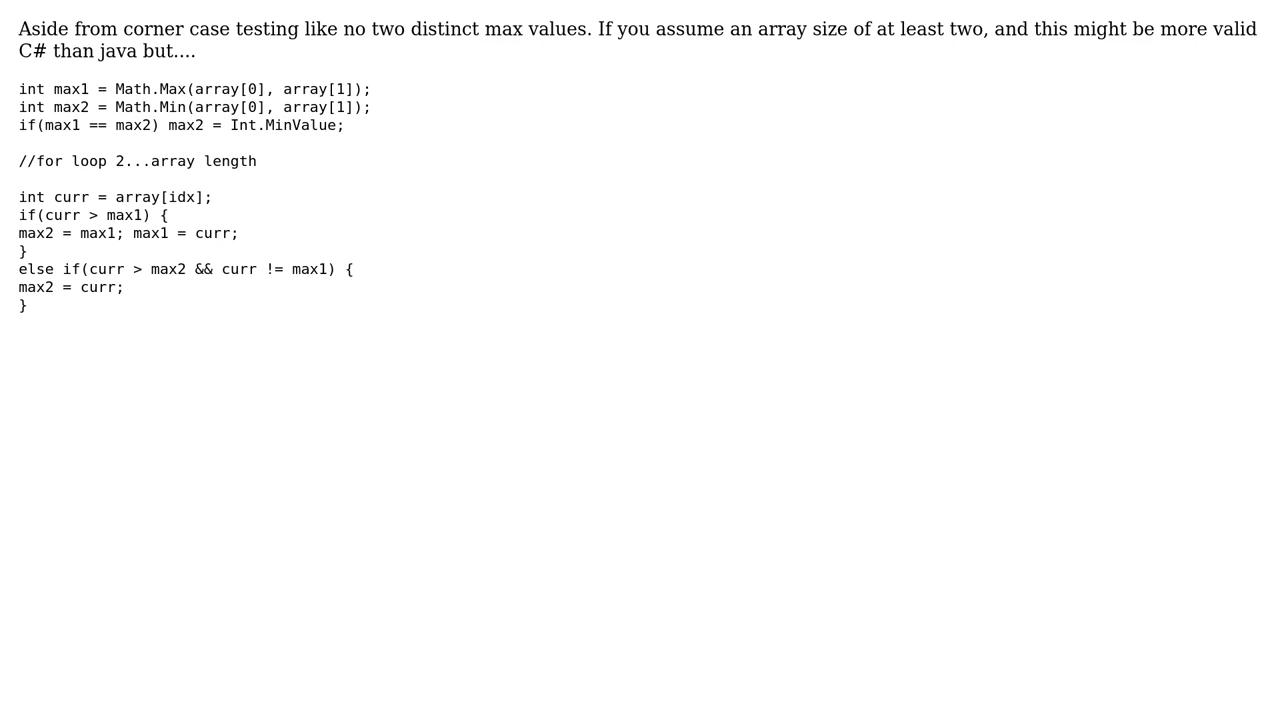 Aside from corner case testing like no two distinct max values. If you assume an array size of at least two, and this might be more valid
C# than java but....
int max1 = Math.Max(array[0], array[1]);
int max2 = Math.Min(array[0], array[1]);
if(max1 == max2) max2 = Int.MinValue;
//for loop 2...array length
int curr = array[idx];
if(curr > max1) {
max2 = max1; max1 = curr;
}
else if(curr > max2 && curr != max1) {
max2 = curr;
}